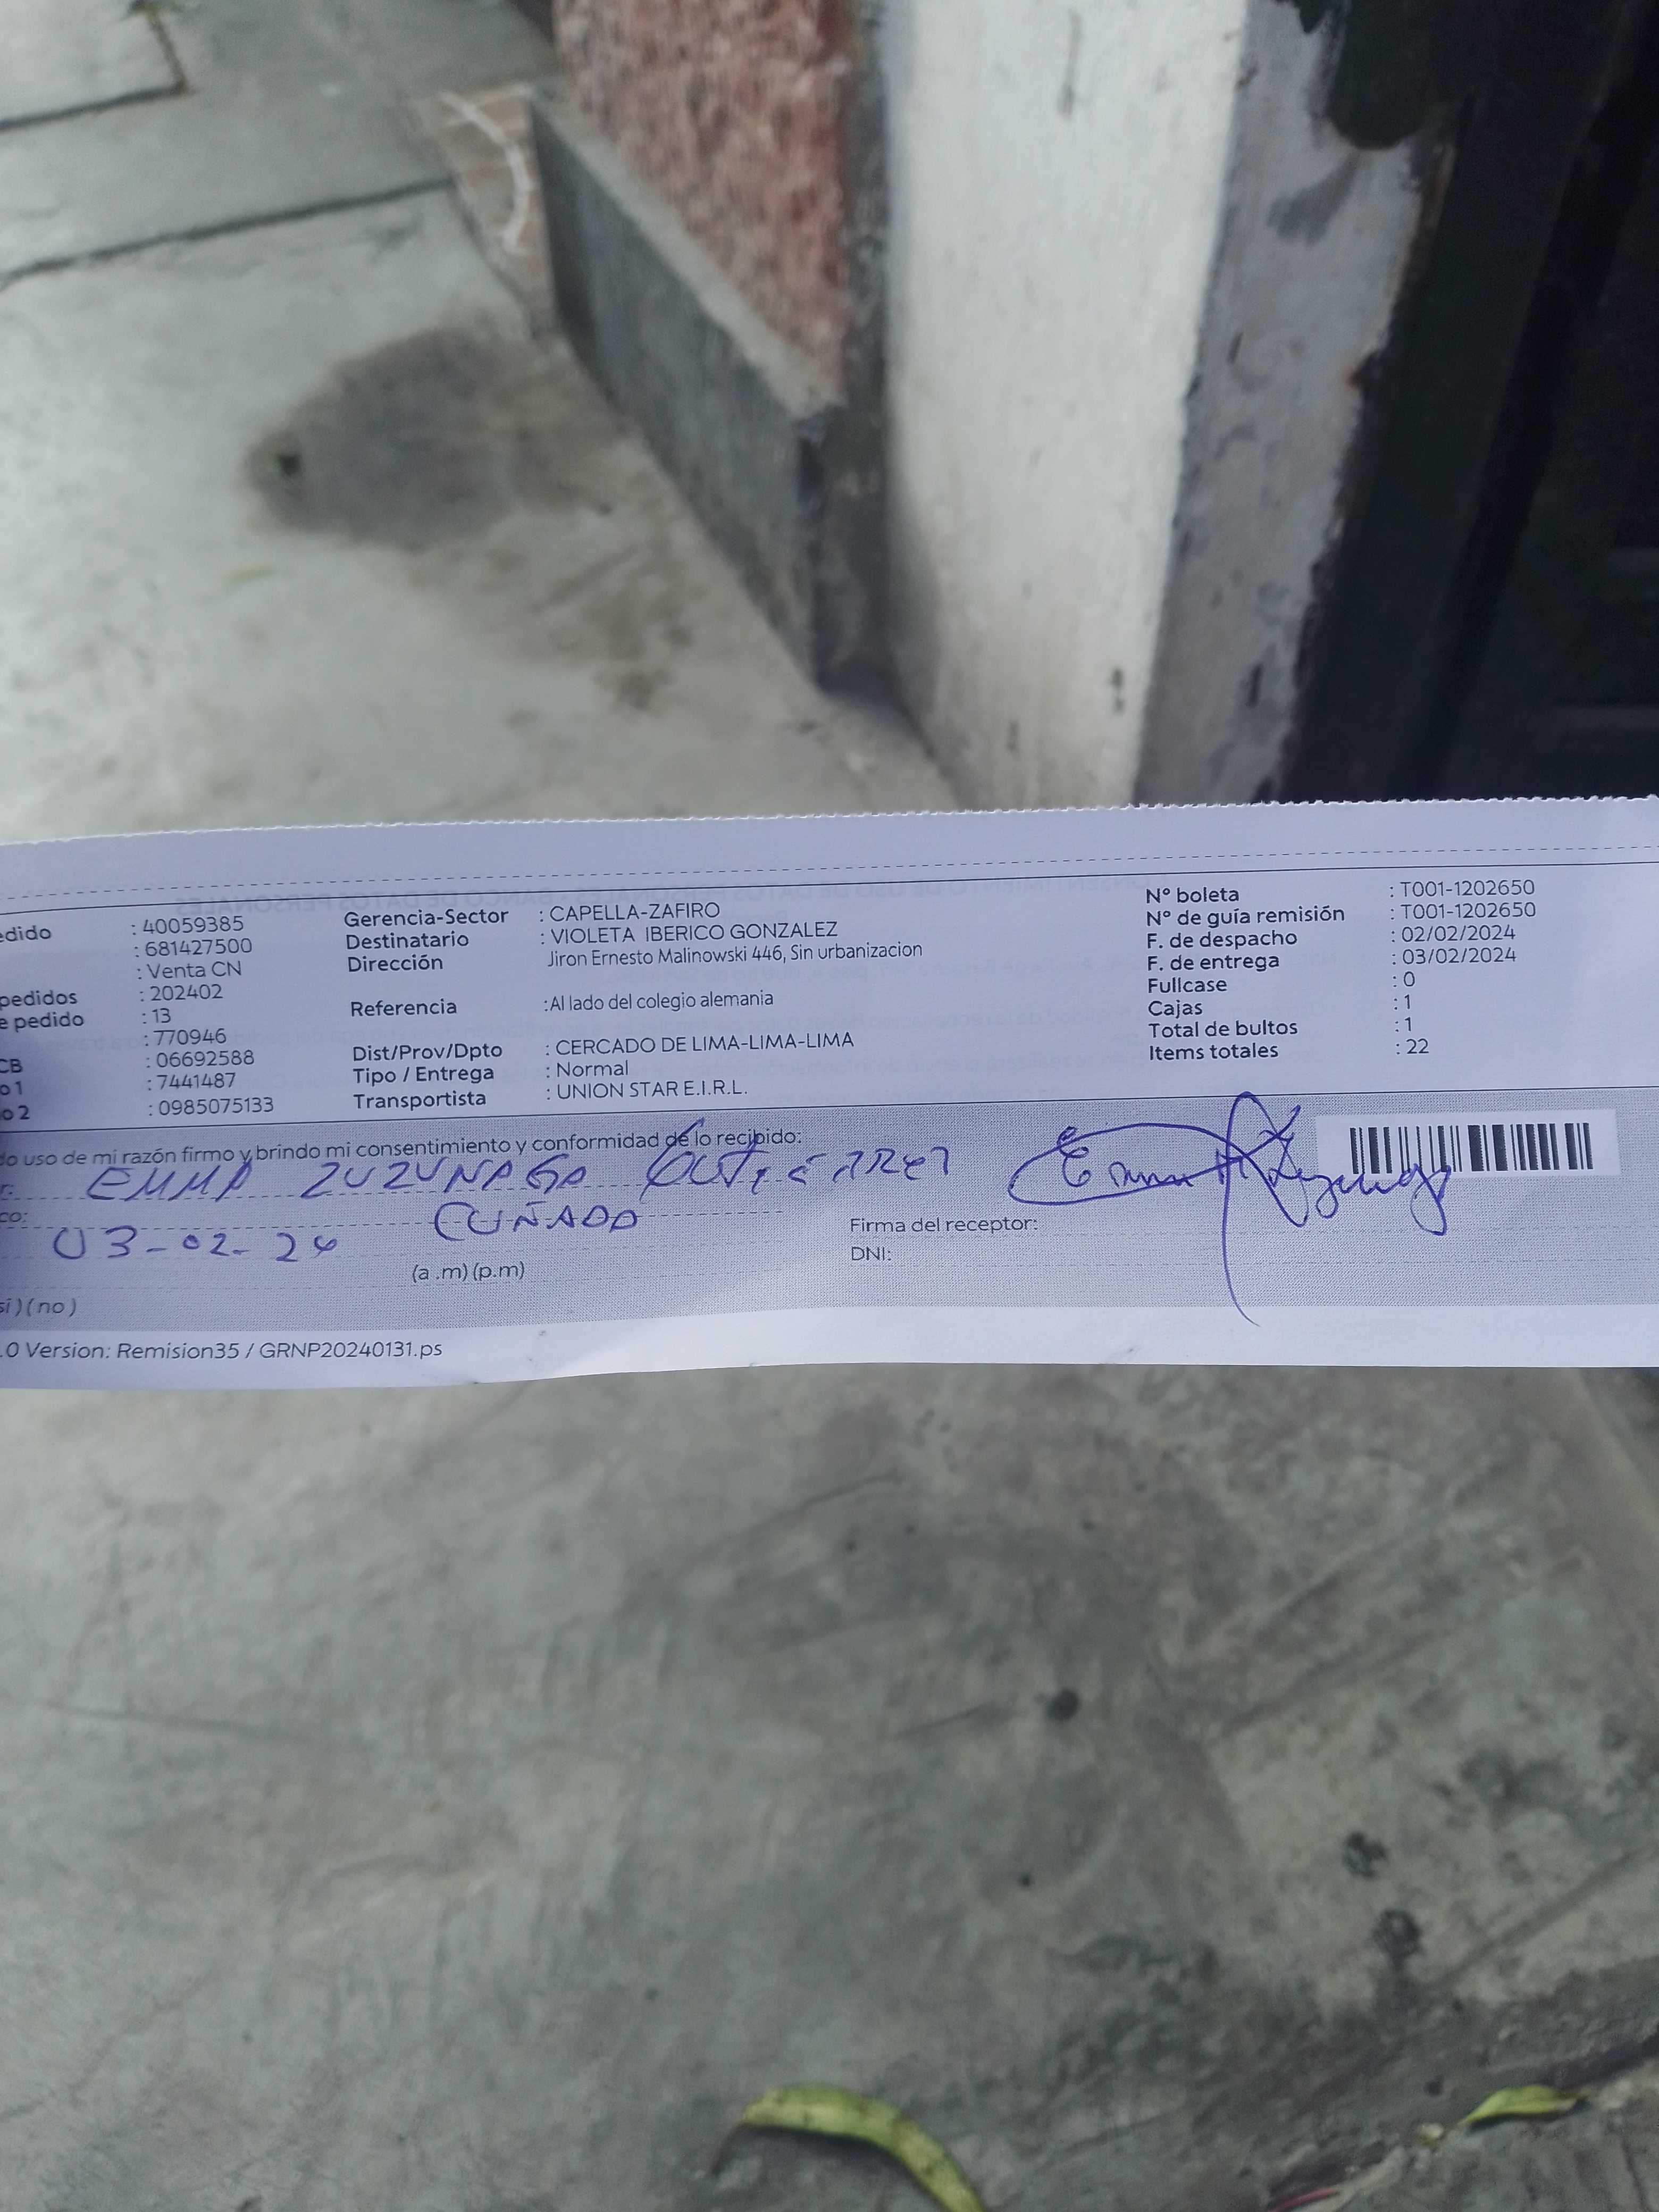 edido : 40059385 Gerencia-Sector : CAPELLA-ZAFIRO Nº boleta : T001-1202650
: 681427500 Destinatario : VIOLETA IBERICO GONZALEZ Nº de guía remisión : T001-1202650
: Venta CN Dirección Jiron Ernesto Malinowski 446, Sin urbanizacion F. de despacho : 02/02/2024
pedidos : 202402 F. de entrega : 03/02/2024
e pedido : 13 Referencia : Al lado del colegio alemania Fullcase : 0
: 770946 Cajas : 1
CB : 06692588 Dist/Prov/Dpto : CERCADO DE LIMA-LIMA-LIMA Total de bultos : 1
o 1 : 7441487 Tipo / Entrega : Normal Items totales : 22
o 2 : 0985075133 Transportista : UNION STAR E.I.R.L.
do uso de mi razón firmo y brindo mi consentimiento y conformidad de lo recibido:
r: EMMA ZUZUNAGA
co: CUÑADA
03-02-24 Firma del receptor:
DNI:
(a .m) (p.m)
si ) ( no )
.0 Version: Remision35 / GRNP20240131.ps